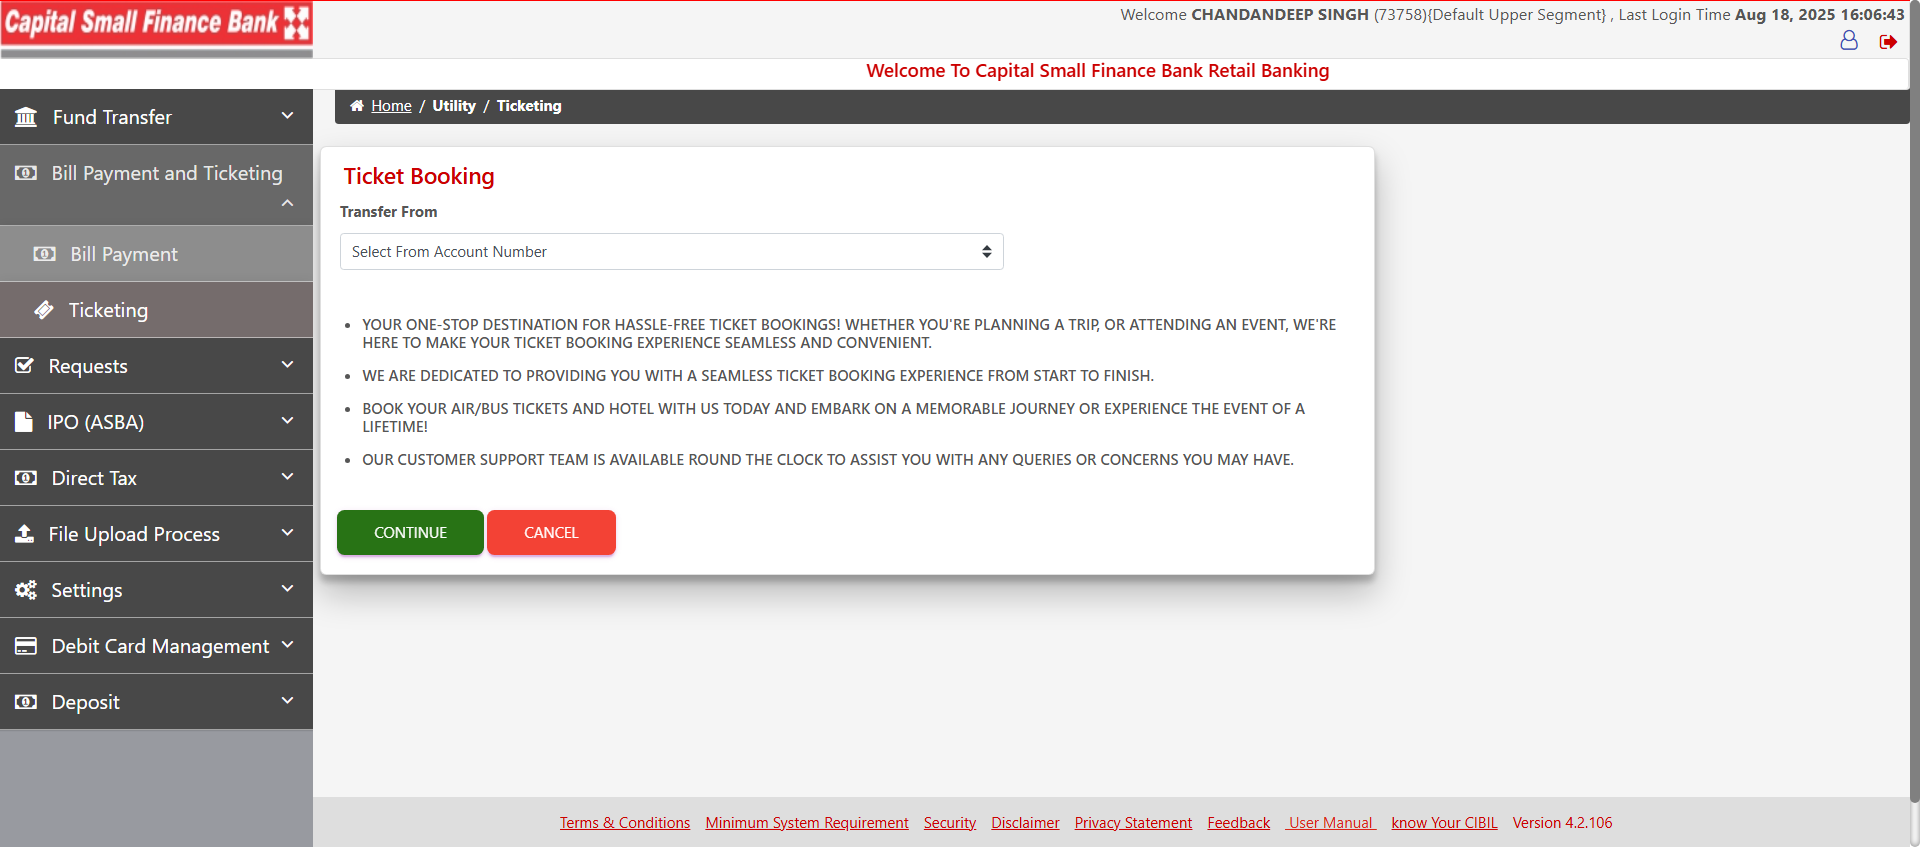 Capital Small Finance Bank
Welcome CHANDANDEEP SINGH (73758){Default Upper Segment} , Last Login Time Aug 18, 2025 16:06:43
Welcome To Capital Small Finance Bank Retail Banking
Fund Transfer
Bill Payment and Ticketing
Bill Payment
Ticketing
Requests
IPO (ASBA)
Direct Tax
File Upload Process
Settings
Debit Card Management
Deposit
Home / Utility / Ticketing
Ticket Booking
Transfer From
Select From Account Number
• YOUR ONE-STOP DESTINATION FOR HASSLE-FREE TICKET BOOKINGS! WHETHER YOU'RE PLANNING A TRIP, OR ATTENDING AN EVENT, WE'RE
HERE TO MAKE YOUR TICKET BOOKING EXPERIENCE SEAMLESS AND CONVENIENT.
• WE ARE DEDICATED TO PROVIDING YOU WITH A SEAMLESS TICKET BOOKING EXPERIENCE FROM START TO FINISH.
• BOOK YOUR AIR/BUS TICKETS AND HOTEL WITH US TODAY AND EMBARK ON A MEMORABLE JOURNEY OR EXPERIENCE THE EVENT OF A
LIFETIME!
• OUR CUSTOMER SUPPORT TEAM IS AVAILABLE ROUND THE CLOCK TO ASSIST YOU WITH ANY QUERIES OR CONCERNS YOU MAY HAVE.
CONTINUE CANCEL
Terms & Conditions Minimum System Requirement Security Disclaimer Privacy Statement Feedback User Manual know Your CIBIL Version 4.2.106